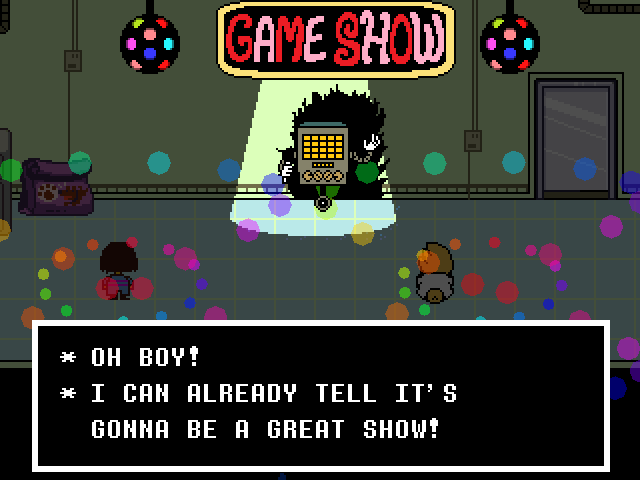 GAME SHOW
* OH BOY!
* I CAN ALREADY TELL IT'S
GONNA BE A GREAT SHOW!